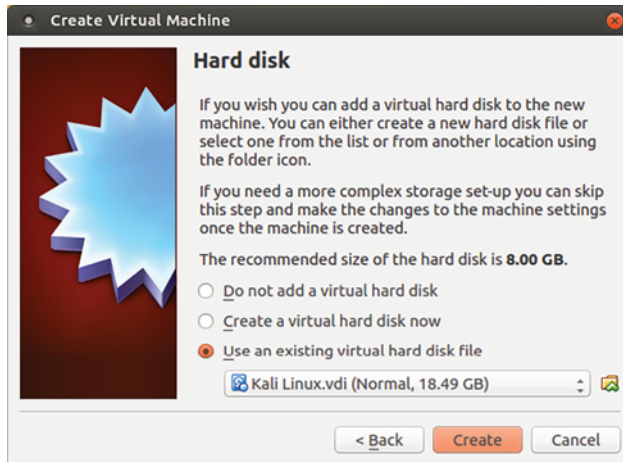 Create Virtual Machine
Hard disk
If you wish you can add a virtual hard disk to the new
machine. You can either create a new hard disk file or
select one from the list or from another location using
the folder icon.
If you need a more complex storage set-up you can skip
this step and make the changes to the machine settings
once the machine is created.
The recommended size of the hard disk is 8.00 GB.
Do not add a virtual hard disk
Create a virtual hard disk now
Use an existing virtual hard disk file
Kali Linux.vdi (Normal, 18.49 GB)
< Back Create Cancel